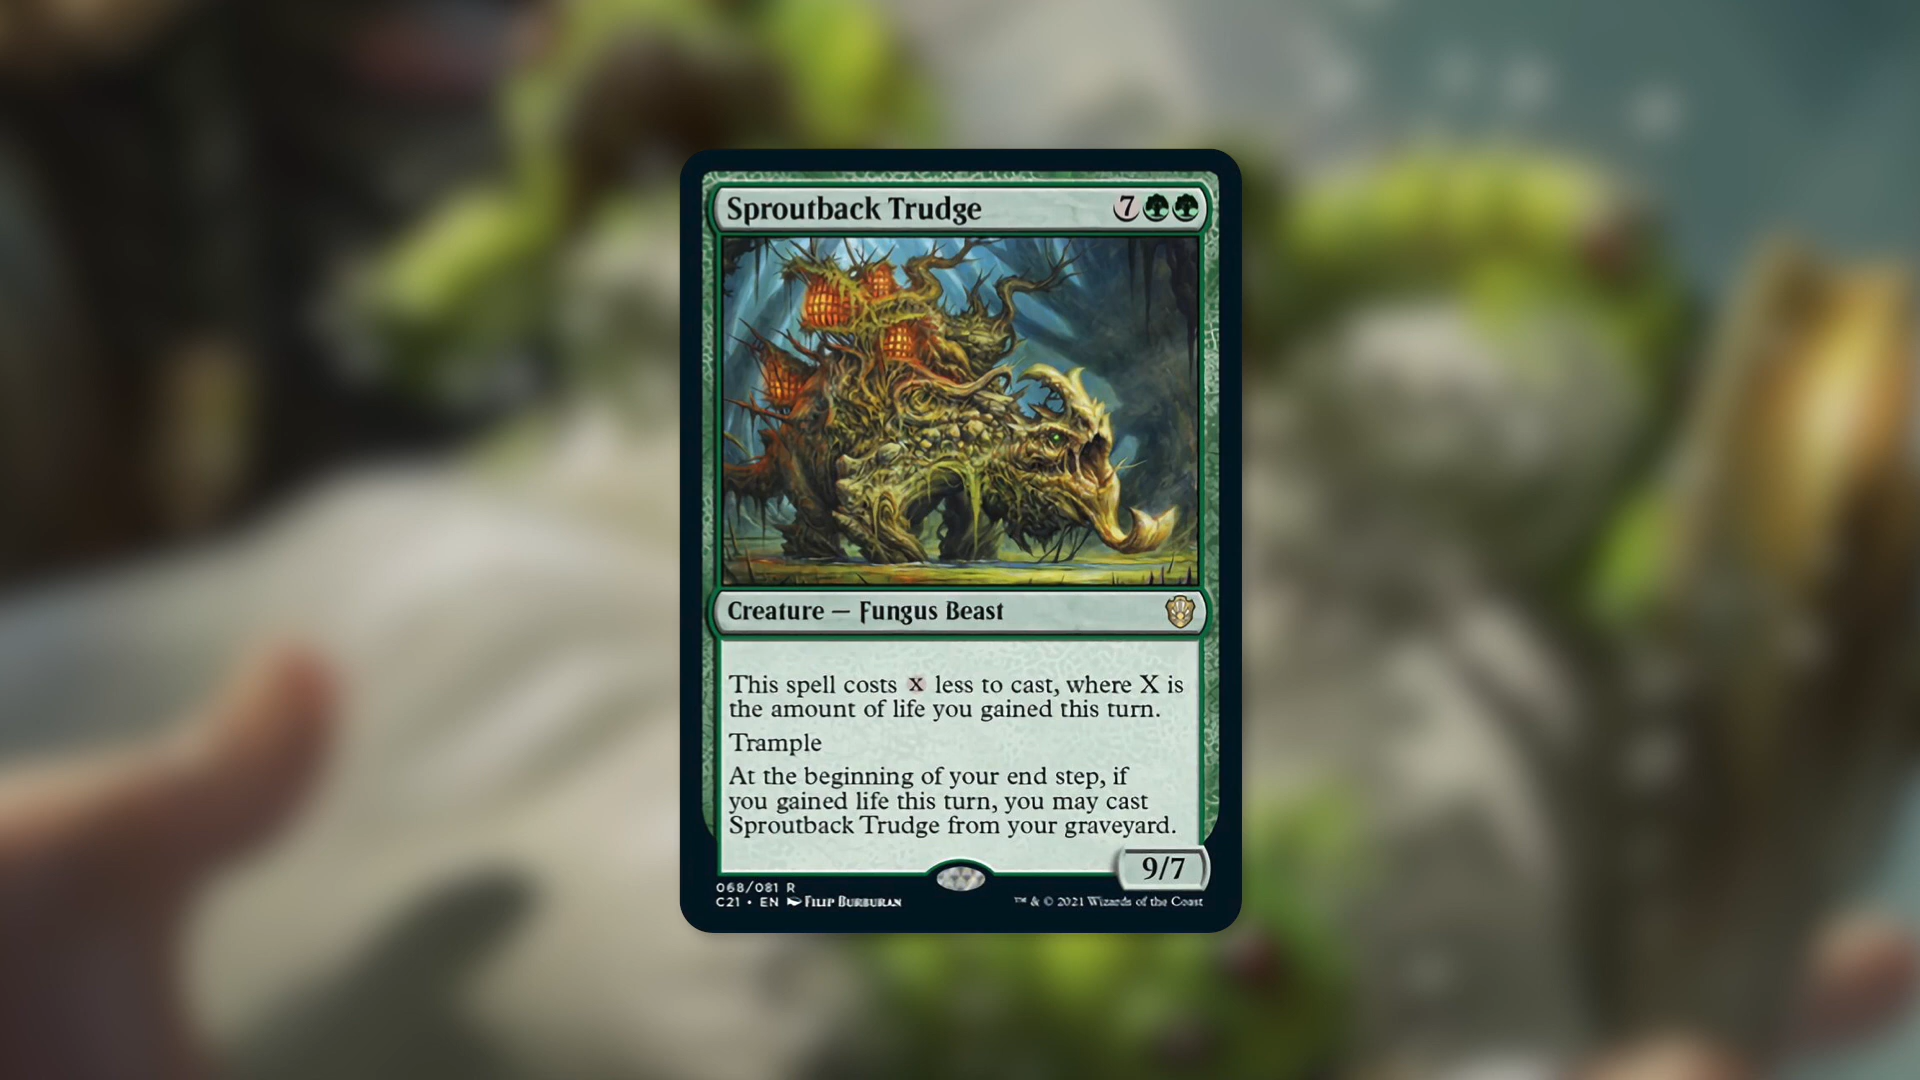 Sproutback Trudge 7
Creature — Fungus Beast
This spell costs X less to cast, where X is
the amount of life you gained this turn.
Trample
At the beginning of your end step, if
you gained life this turn, you may cast
Sproutback Trudge from your graveyard.
9/7
068/081 R
C21 • EN Filip Burburan
™ & © 2021 Wizards of the Coast